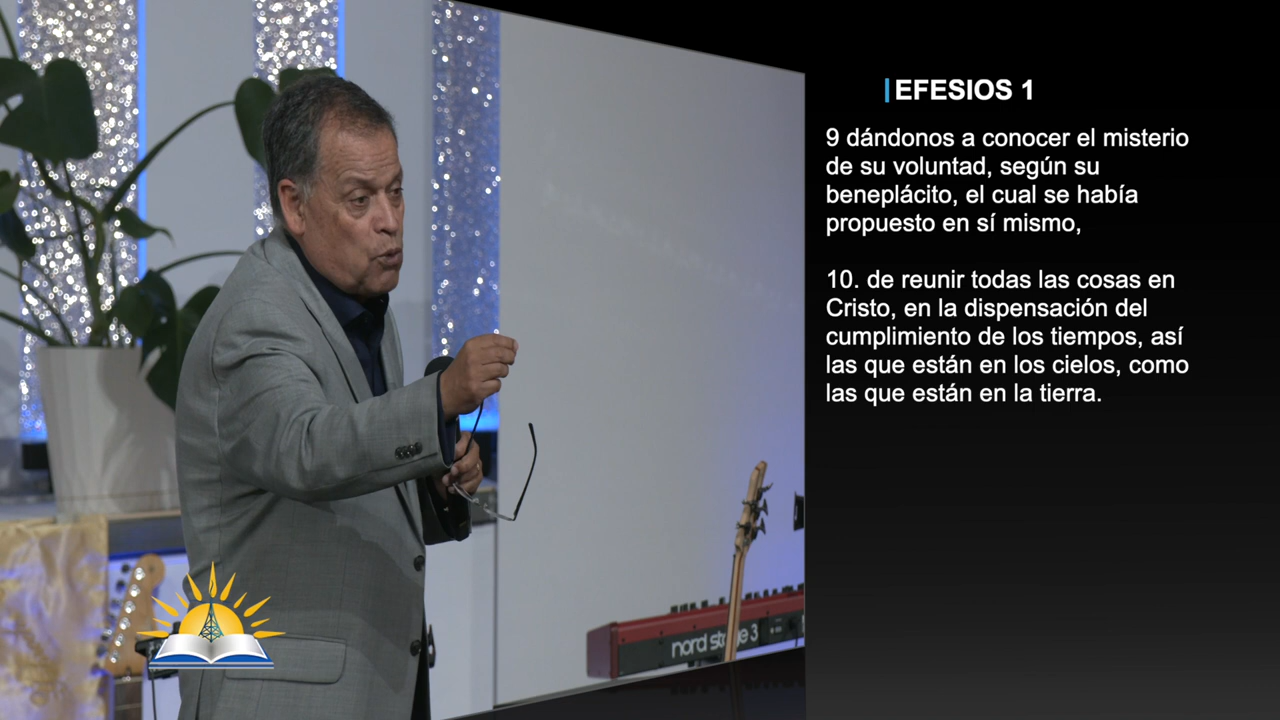 EFESIOS 1
9 dándonos a conocer el misterio
de su voluntad, según su
beneplácito, el cual se había
propuesto en sí mismo,
10. de reunir todas las cosas en
Cristo, en la dispensación del
cumplimiento de los tiempos, así
las que están en los cielos, como
las que están en la tierra.
nord stage 3